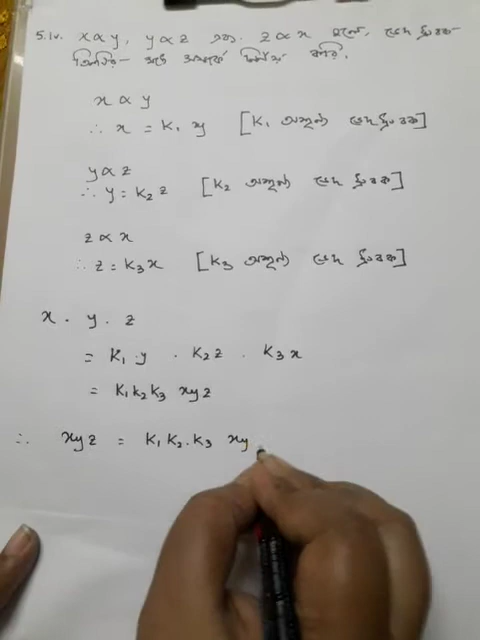 5.iv. x∝y, y∝z এবং z∝x হলে, ভেদ ধ্রুবক-
তিনটির মধ্যে সম্পর্ক নির্ণয় করি.
x ∝ y
∴ x = K₁ y [K₁ অশূন্য ভেদ ধ্রুবক]
y∝z
∴ y = K₂ z [K₂ অশূন্য ভেদ ধ্রুবক]
z ∝ x
∴ z = K₃ x [K₃ অশূন্য ভেদ ধ্রুবক]
x . y . z
= K₁ . y . K₂ z . K₃ x
= K₁ K₂ K₃ xyz
∴ xyz = K₁ K₂ . K₃ xy